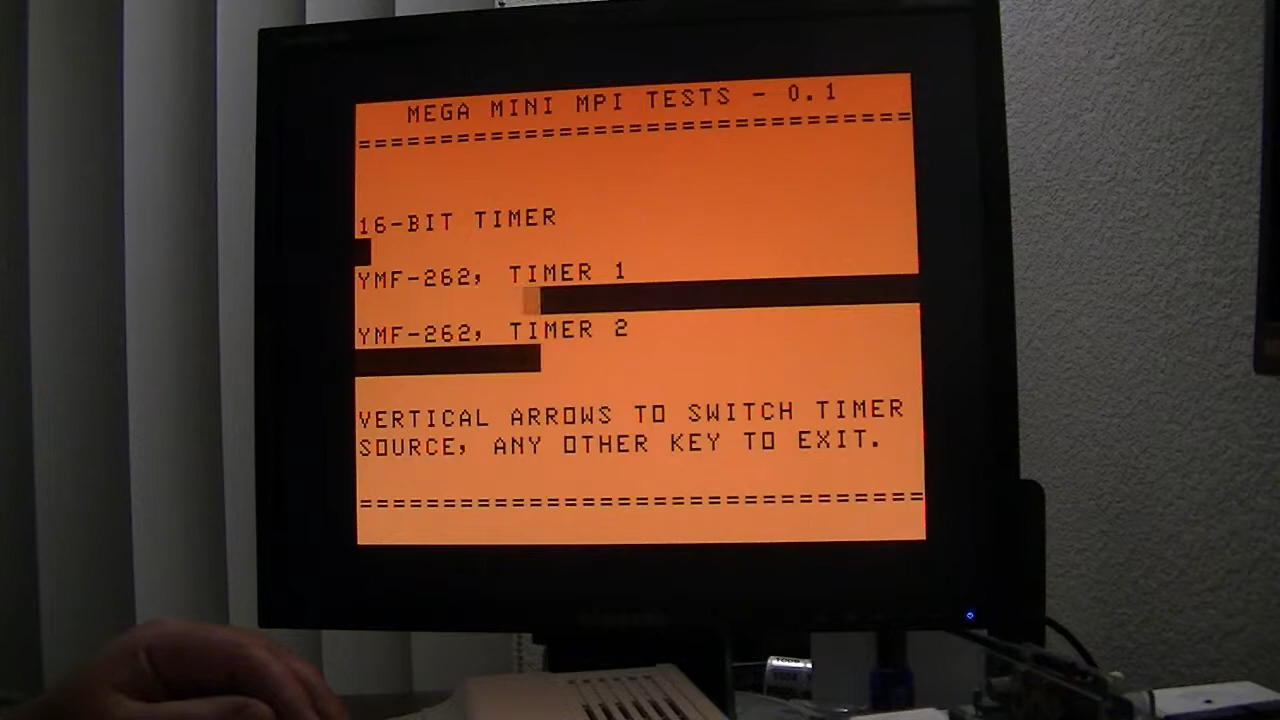 MEGA MINI MPI TESTS - 0.1
================================
16-BIT TIMER
YMF-262, TIMER 1
YMF-262, TIMER 2
VERTICAL ARROWS TO SWITCH TIMER
SOURCE, ANY OTHER KEY TO EXIT.
================================